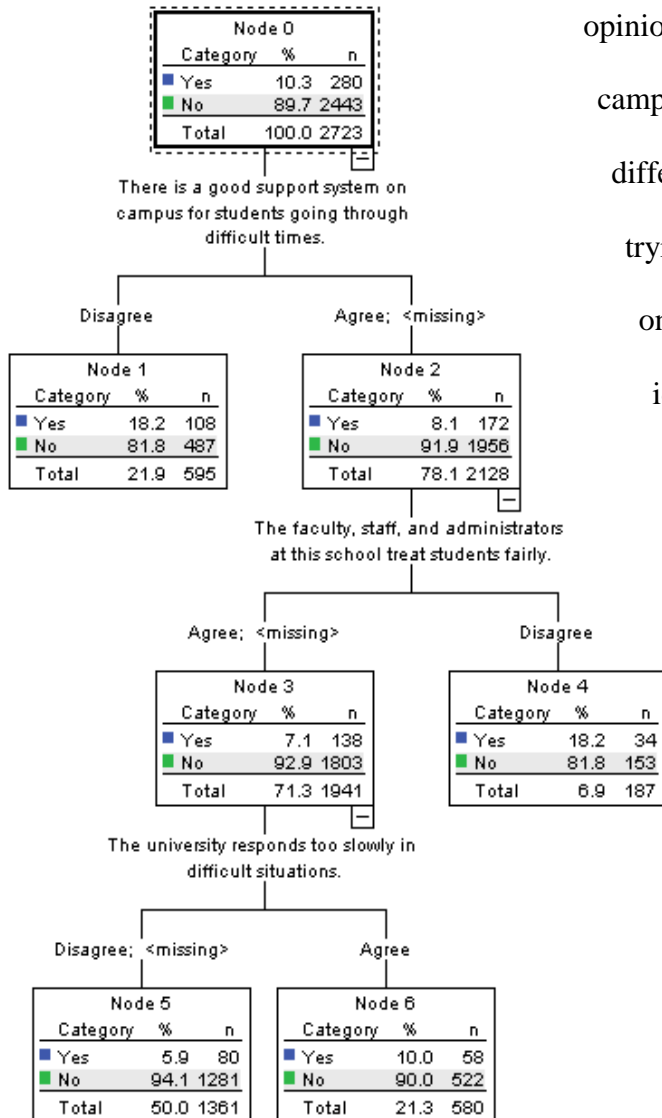 Node 0
Category % n
Yes 10.3 280
No 89.7 2443
Total 100.0 2723
There is a good support system on
campus for students going through
difficult times.
Disagree
Agree; <missing>
Node 1
Category % n
Yes 18.2 108
No 81.8 487
Total 21.9 595
Node 2
Category % n
Yes 8.1 172
No 91.9 1956
Total 78.1 2128
The faculty, staff, and administrators
at this school treat students fairly.
Agree; <missing>
Disagree
Node 3
Category % n
Yes 7.1 138
No 92.9 1803
Total 71.3 1941
Node 4
Category % n
Yes 18.2 34
No 81.8 153
Total 6.9 187
The university responds too slowly in
difficult situations.
Disagree; <missing>
Agree
Node 5
Category % n
Yes 5.9 80
No 94.1 1281
Total 50.0 1361
Node 6
Category % n
Yes 10.0 58
No 90.0 522
Total 21.3 580
opinio
camp
diffe